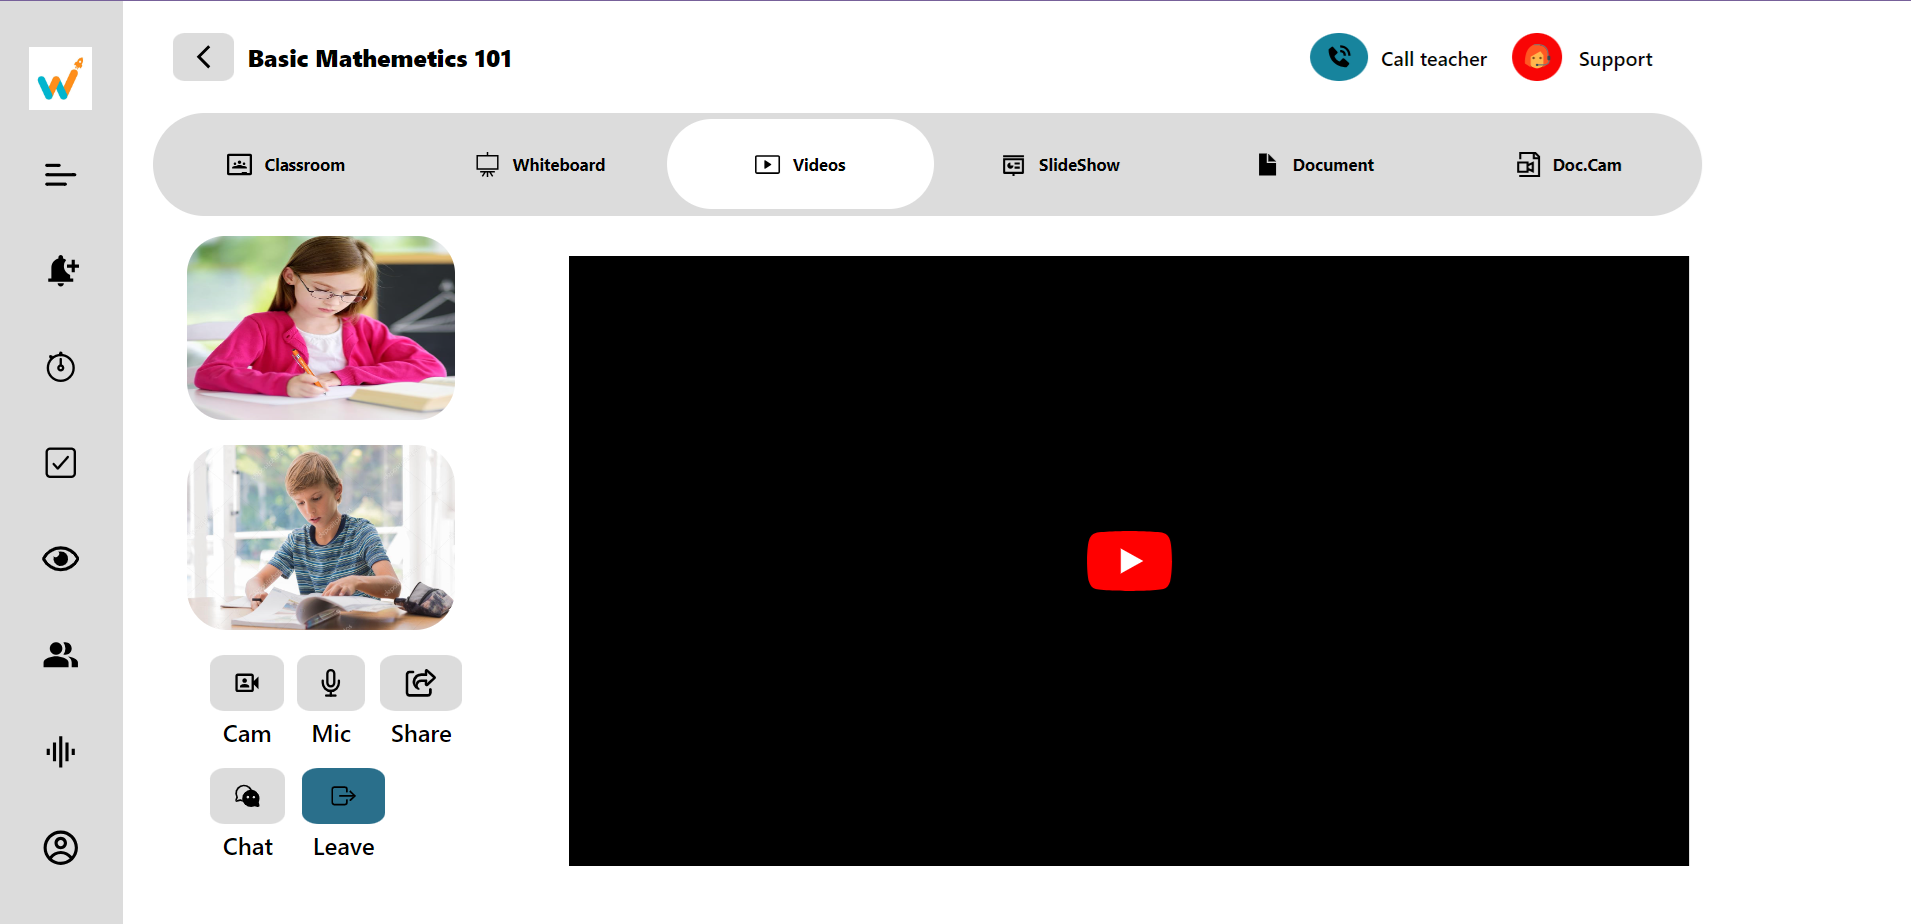 Basic Mathemetics 101
Call teacher
Support
Classroom
Whiteboard
Videos
SlideShow
Document
Doc.Cam
Cam
Mic
Share
Chat
Leave